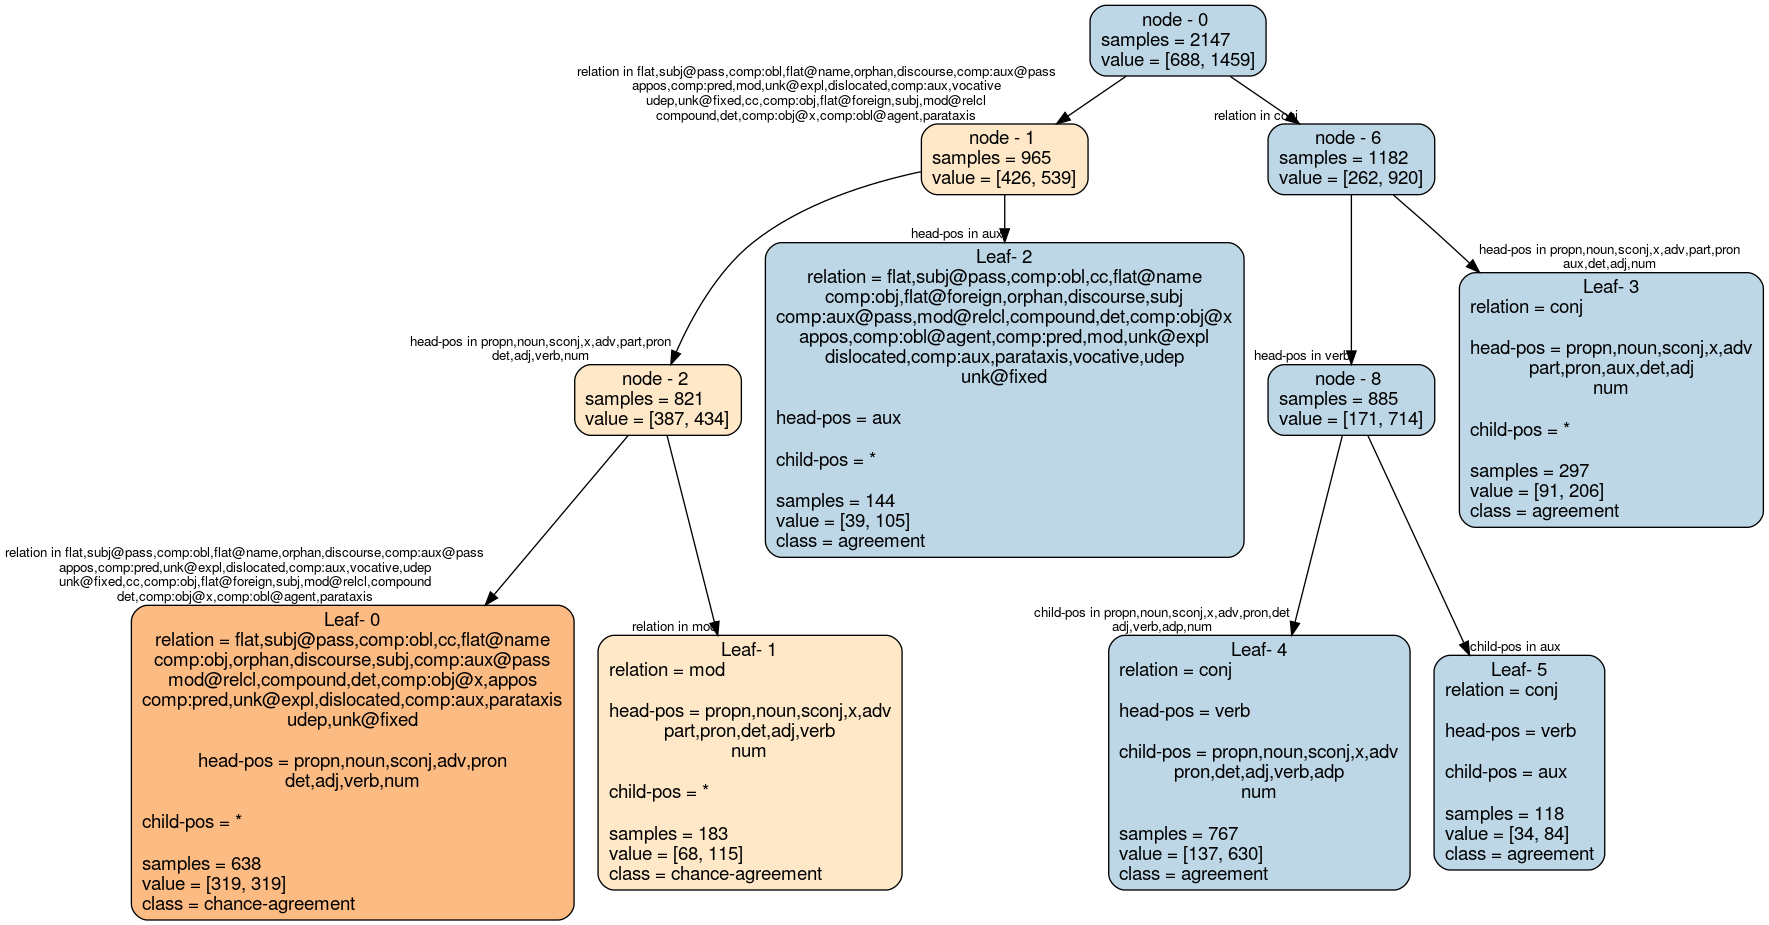 node - 0
samples = 2147
value = [688, 1459]
relation in flat,subj@pass,comp:obl,flat@name,orphan,discourse,comp:aux@pass
appos,comp:pred,mod,unk@expl,dislocated,comp:aux,vocative
udep,unk@fixed,cc,comp:obj,flat@foreign,subj,mod@relcl
compound,det,comp:obj@x,comp:obl@agent,parataxis
relation in conj
node - 1
samples = 965
value = [426, 539]
node - 6
samples = 1182
value = [262, 920]
head-pos in aux
Leaf- 2
relation = flat,subj@pass,comp:obl,cc,flat@name
comp:obj,flat@foreign,orphan,discourse,subj
comp:aux@pass,mod@relcl,compound,det,comp:obj@x
appos,comp:obl@agent,comp:pred,mod,unk@expl
dislocated,comp:aux,parataxis,vocative,udep
unk@fixed
head-pos = aux
child-pos = *
samples = 144
value = [39, 105]
class = agreement
head-pos in propn,noun,sconj,x,adv,part,pron
aux,det,adj,num
Leaf- 3
relation = conj
head-pos = propn,noun,sconj,x,adv
part,pron,aux,det,adj
num
child-pos = *
samples = 297
value = [91, 206]
class = agreement
head-pos in propn,noun,sconj,x,adv,part,pron
det,adj,verb,num
node - 2
samples = 821
value = [387, 434]
head-pos in verb
node - 8
samples = 885
value = [171, 714]
relation in flat,subj@pass,comp:obl,flat@name,orphan,discourse,comp:aux@pass
appos,comp:pred,unk@expl,dislocated,comp:aux,vocative,udep
unk@fixed,cc,comp:obj,flat@foreign,subj,mod@relcl,compound
det,comp:obj@x,comp:obl@agent,parataxis
Leaf- 0
relation = flat,subj@pass,comp:obl,cc,flat@name
comp:obj,orphan,discourse,subj,comp:aux@pass
mod@relcl,compound,det,comp:obj@x,appos
comp:pred,unk@expl,dislocated,comp:aux,parataxis
udep,unk@fixed
head-pos = propn,noun,sconj,adv,pron
det,adj,verb,num
child-pos = *
samples = 638
value = [319, 319]
class = chance-agreement
relation in mod
Leaf- 1
relation = mod
head-pos = propn,noun,sconj,x,adv
part,pron,det,adj,verb
num
child-pos = *
samples = 183
value = [68, 115]
class = chance-agreement
child-pos in propn,noun,sconj,x,adv,pron,det
adj,verb,adp,num
Leaf- 4
relation = conj
head-pos = verb
child-pos = propn,noun,sconj,x,adv
pron,det,adj,verb,adp
num
samples = 767
value = [137, 630]
class = agreement
child-pos in aux
Leaf- 5
relation = conj
head-pos = verb
child-pos = aux
samples = 118
value = [34, 84]
class = agreement